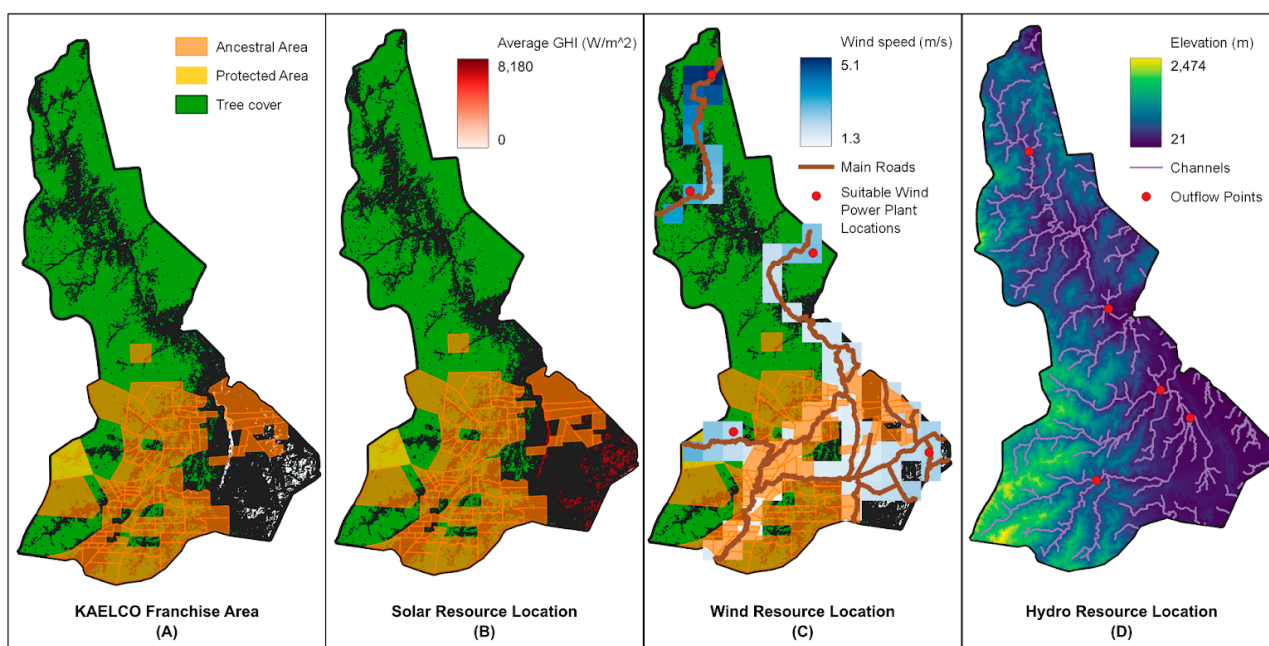 Ancestral Area
Protected Area
Tree cover
KAELCO Franchise Area
(A)
Average GHI (W/m^2)
8,180
0
Solar Resource Location
(B)
Wind speed (m/s)
5.1
1.3
Main Roads
Suitable Wind
Power Plant
Locations
Wind Resource Location
(C)
Elevation (m)
2,474
21
Channels
Outflow Points
Hydro Resource Location
(D)